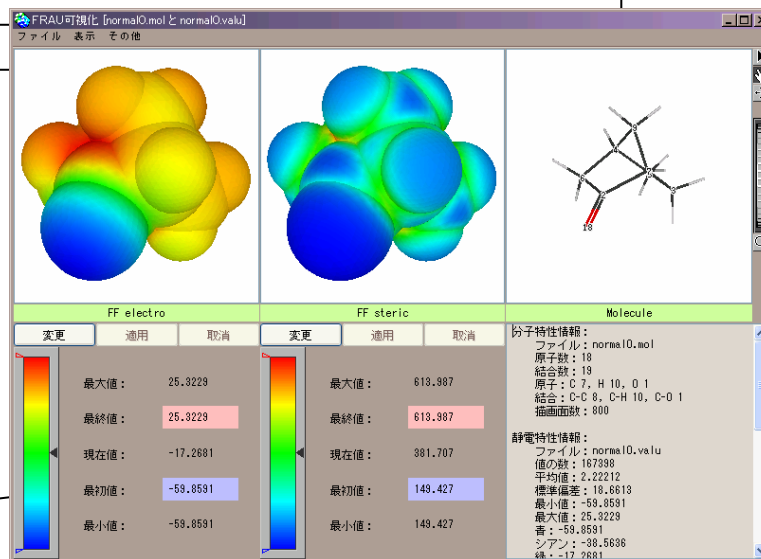 FRAU可視化 [normal0.mol と normal0.valu]
ファイル 表示 その他
18
FF electro
FF steric
Molecule
変更 適用 取消
変更 適用 取消
最大値： 25.3229
最終値： 25.3229
現在値： -17.2681
最初値： -59.8591
最小値： -59.8591
最大値： 613.987
最終値： 613.987
現在値： 381.707
最初値： 149.427
最小値： 149.427
分子特性情報：
ファイル：normal0.mol
原子数：18
結合数：19
原子：C 7, H 10, O 1
結合：C-C 8, C-H 10, C-O 1
描画面数：800
静電特性情報：
ファイル：normal0.valu
値の数：167398
平均値：2.22212
標準偏差：18.6613
最小値：-59.8591
最大値：25.3229
青：-59.8591
シアン：-38.5636
緑：-17.2681